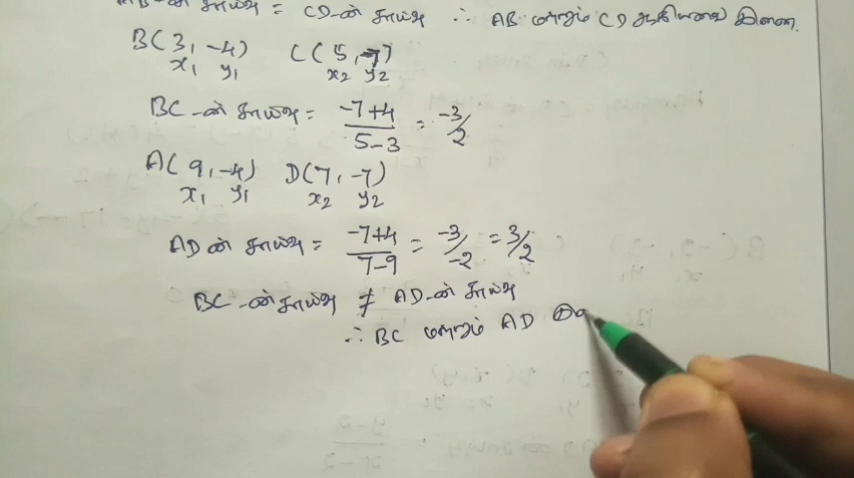 AB-ன் சாய்வு = CD-ன் சாய்வு ∴ AB மற்றும் CD ஆகியவை இணை.
B(3, -4) C(5, -7)
x₁ y₁ x₂ y₂
BC-ன் சாய்வு = -7+4/5-3 = -3/2
A(9, -4) D(7, -7)
x₁ y₁ x₂ y₂
AD ன் சாய்வு = -7+4/7-9 = -3/-2 = 3/2
BC-ன் சாய்வு ≠ AD-ன் சாய்வு
∴ BC மற்றும் AD